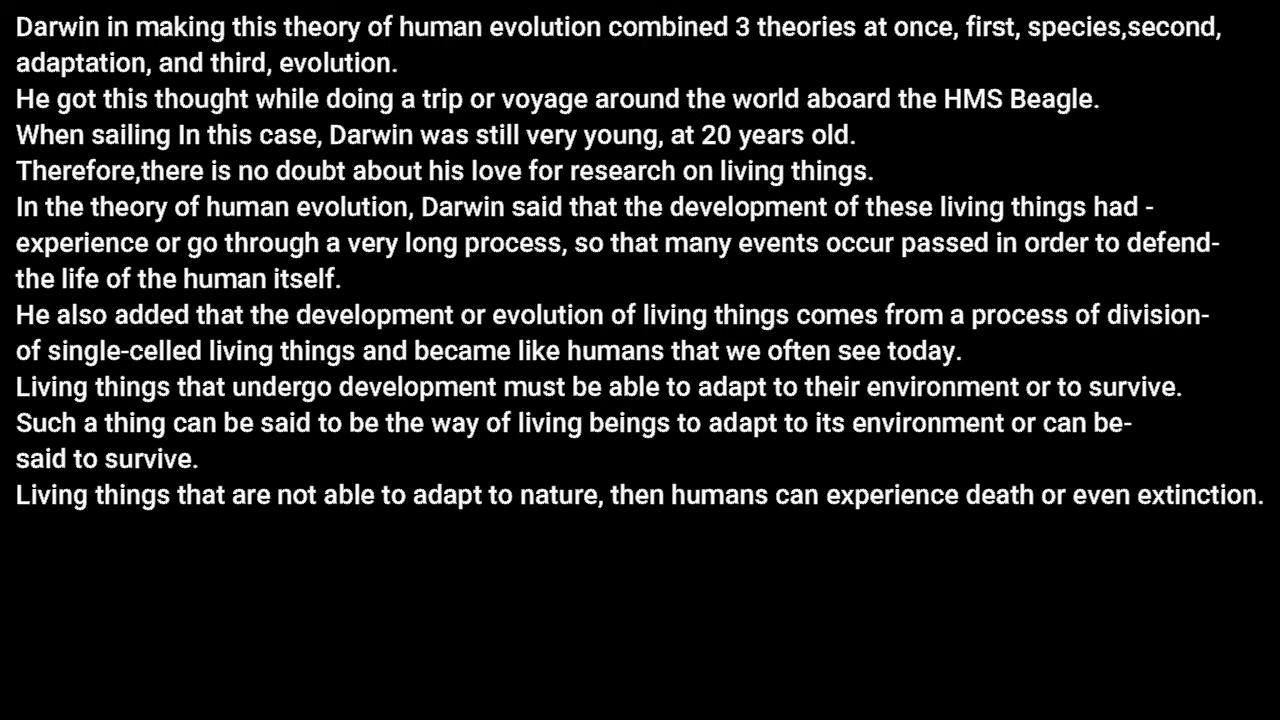 Darwin in making this theory of human evolution combined 3 theories at once, first, species,second,
adaptation, and third, evolution.
He got this thought while doing a trip or voyage around the world aboard the HMS Beagle.
When sailing In this case, Darwin was still very young, at 20 years old.
Therefore,there is no doubt about his love for research on living things.
In the theory of human evolution, Darwin said that the development of these living things had -
experience or go through a very long process, so that many events occur passed in order to defend-
the life of the human itself.
He also added that the development or evolution of living things comes from a process of division-
of single-celled living things and became like humans that we often see today.
Living things that undergo development must be able to adapt to their environment or to survive.
Such a thing can be said to be the way of living beings to adapt to its environment or can be-
said to survive.
Living things that are not able to adapt to nature, then humans can experience death or even extinction.